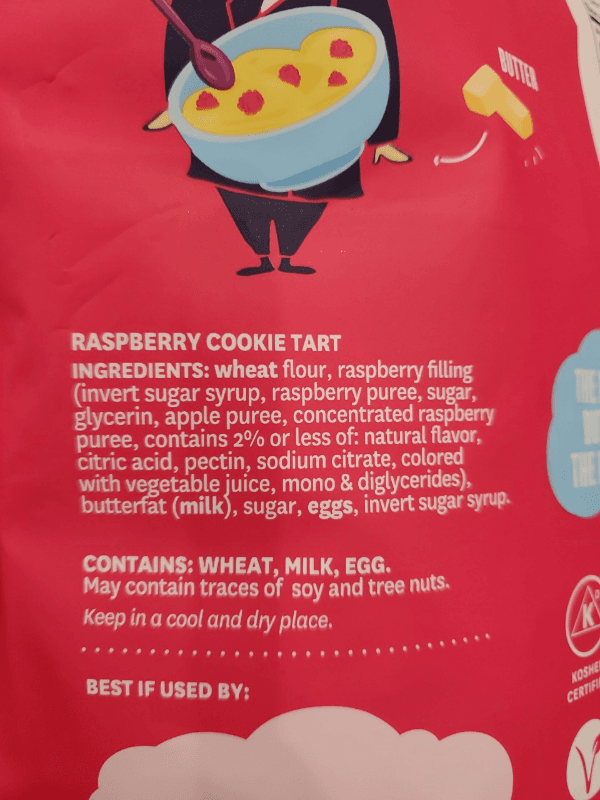 BUTTER
RASPBERRY COOKIE TART
INGREDIENTS: wheat flour, raspberry filling
(invert sugar syrup, raspberry puree, sugar,
glycerin, apple puree, concentrated raspberry
puree, contains 2% or less of: natural flavor,
citric acid, pectin, sodium citrate, colored
with vegetable juice, mono & diglycerides),
butterfat (milk), sugar, eggs, invert sugar syrup.
CONTAINS: WHEAT, MILK, EGG.
May contain traces of soy and tree nuts.
Keep in a cool and dry place.
BEST IF USED BY:
THE
THE
K
V